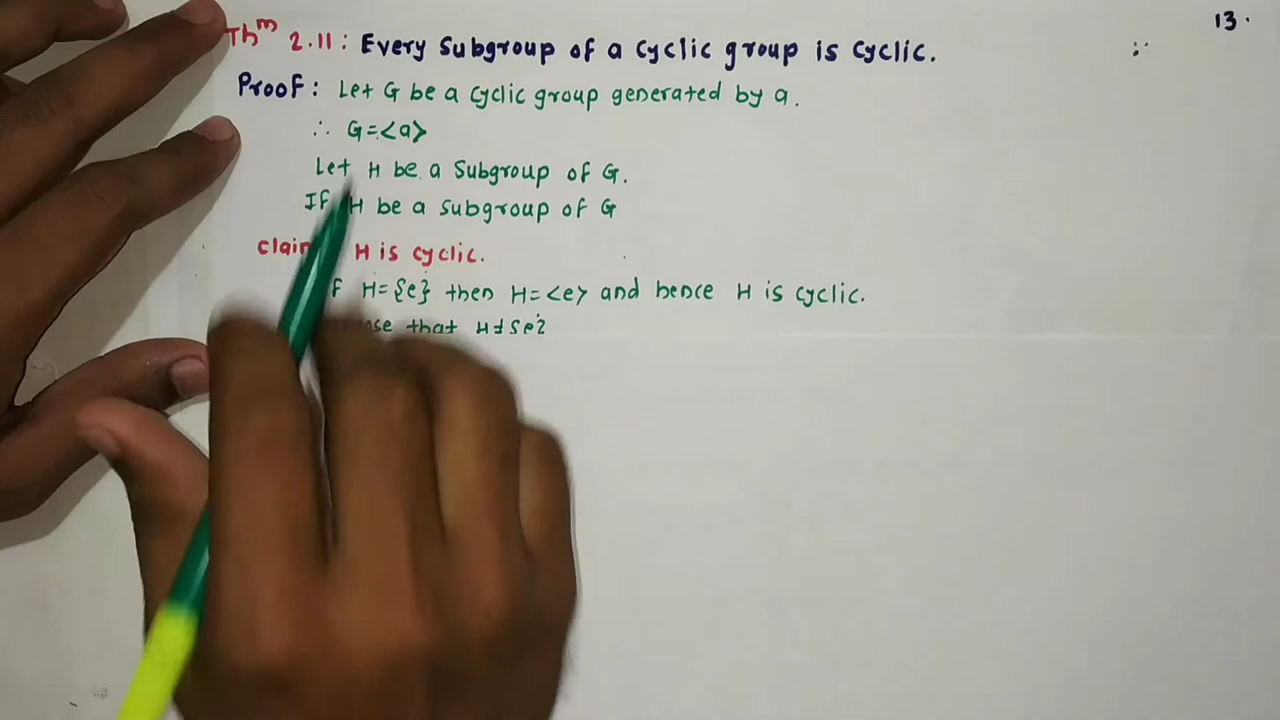 13.
Thm 2.11: Every subgroup of a cyclic group is cyclic.
Proof: Let G be a cyclic group generated by a.
∴ G=<a>
Let H be a subgroup of G.
If H be a subgroup of G
H is cyclic.
H={e} then H=<e> and hence H is cyclic.
that H≠{e}